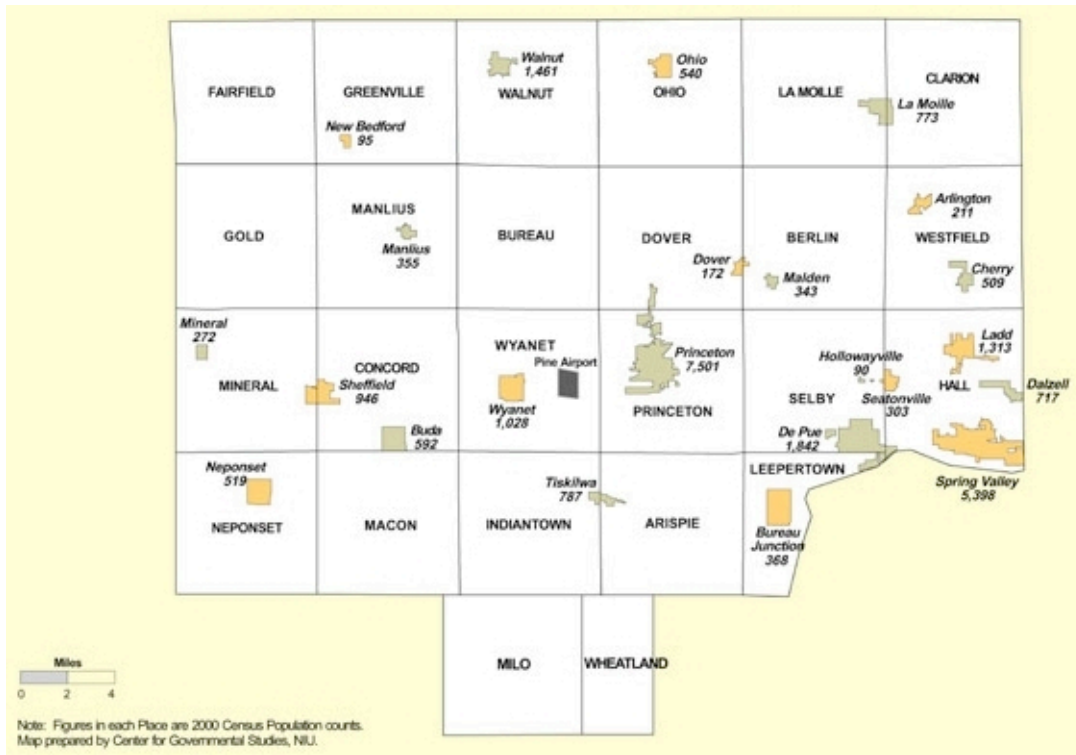 FAIRFIELD
GREENVILLE
New Bedford
95
Walnut
1,461
WALNUT
Ohio
540
OHIO
LA MOILLE
CLARION
La Moille
773
GOLD
MANLIUS
Manlius
355
BUREAU
DOVER
Dover
172
BERLIN
Malden
343
Arlington
211
WESTFIELD
Cherry
509
Mineral
272
MINERAL
CONCORD
Sheffield
946
Buda
592
WYANET
Pine Airport
Wyanet
1,028
Princeton
7,501
PRINCETON
Hollowayville
90
SELBY
Seatonville
303
De Pue
1,842
Ladd
1,313
HALL
Dalzell
717
Spring Valley
5,398
Neponset
519
NEPONSET
MACON
Tiskilwa
787
INDIANTOWN
ARISPIE
LEEPERTOWN
Bureau
Junction
368
MILO
WHEATLAND
Miles
0 2 4
Note: Figures in each Place are 2000 Census Population counts.
Map prepared by Center for Governmental Studies, NIU.